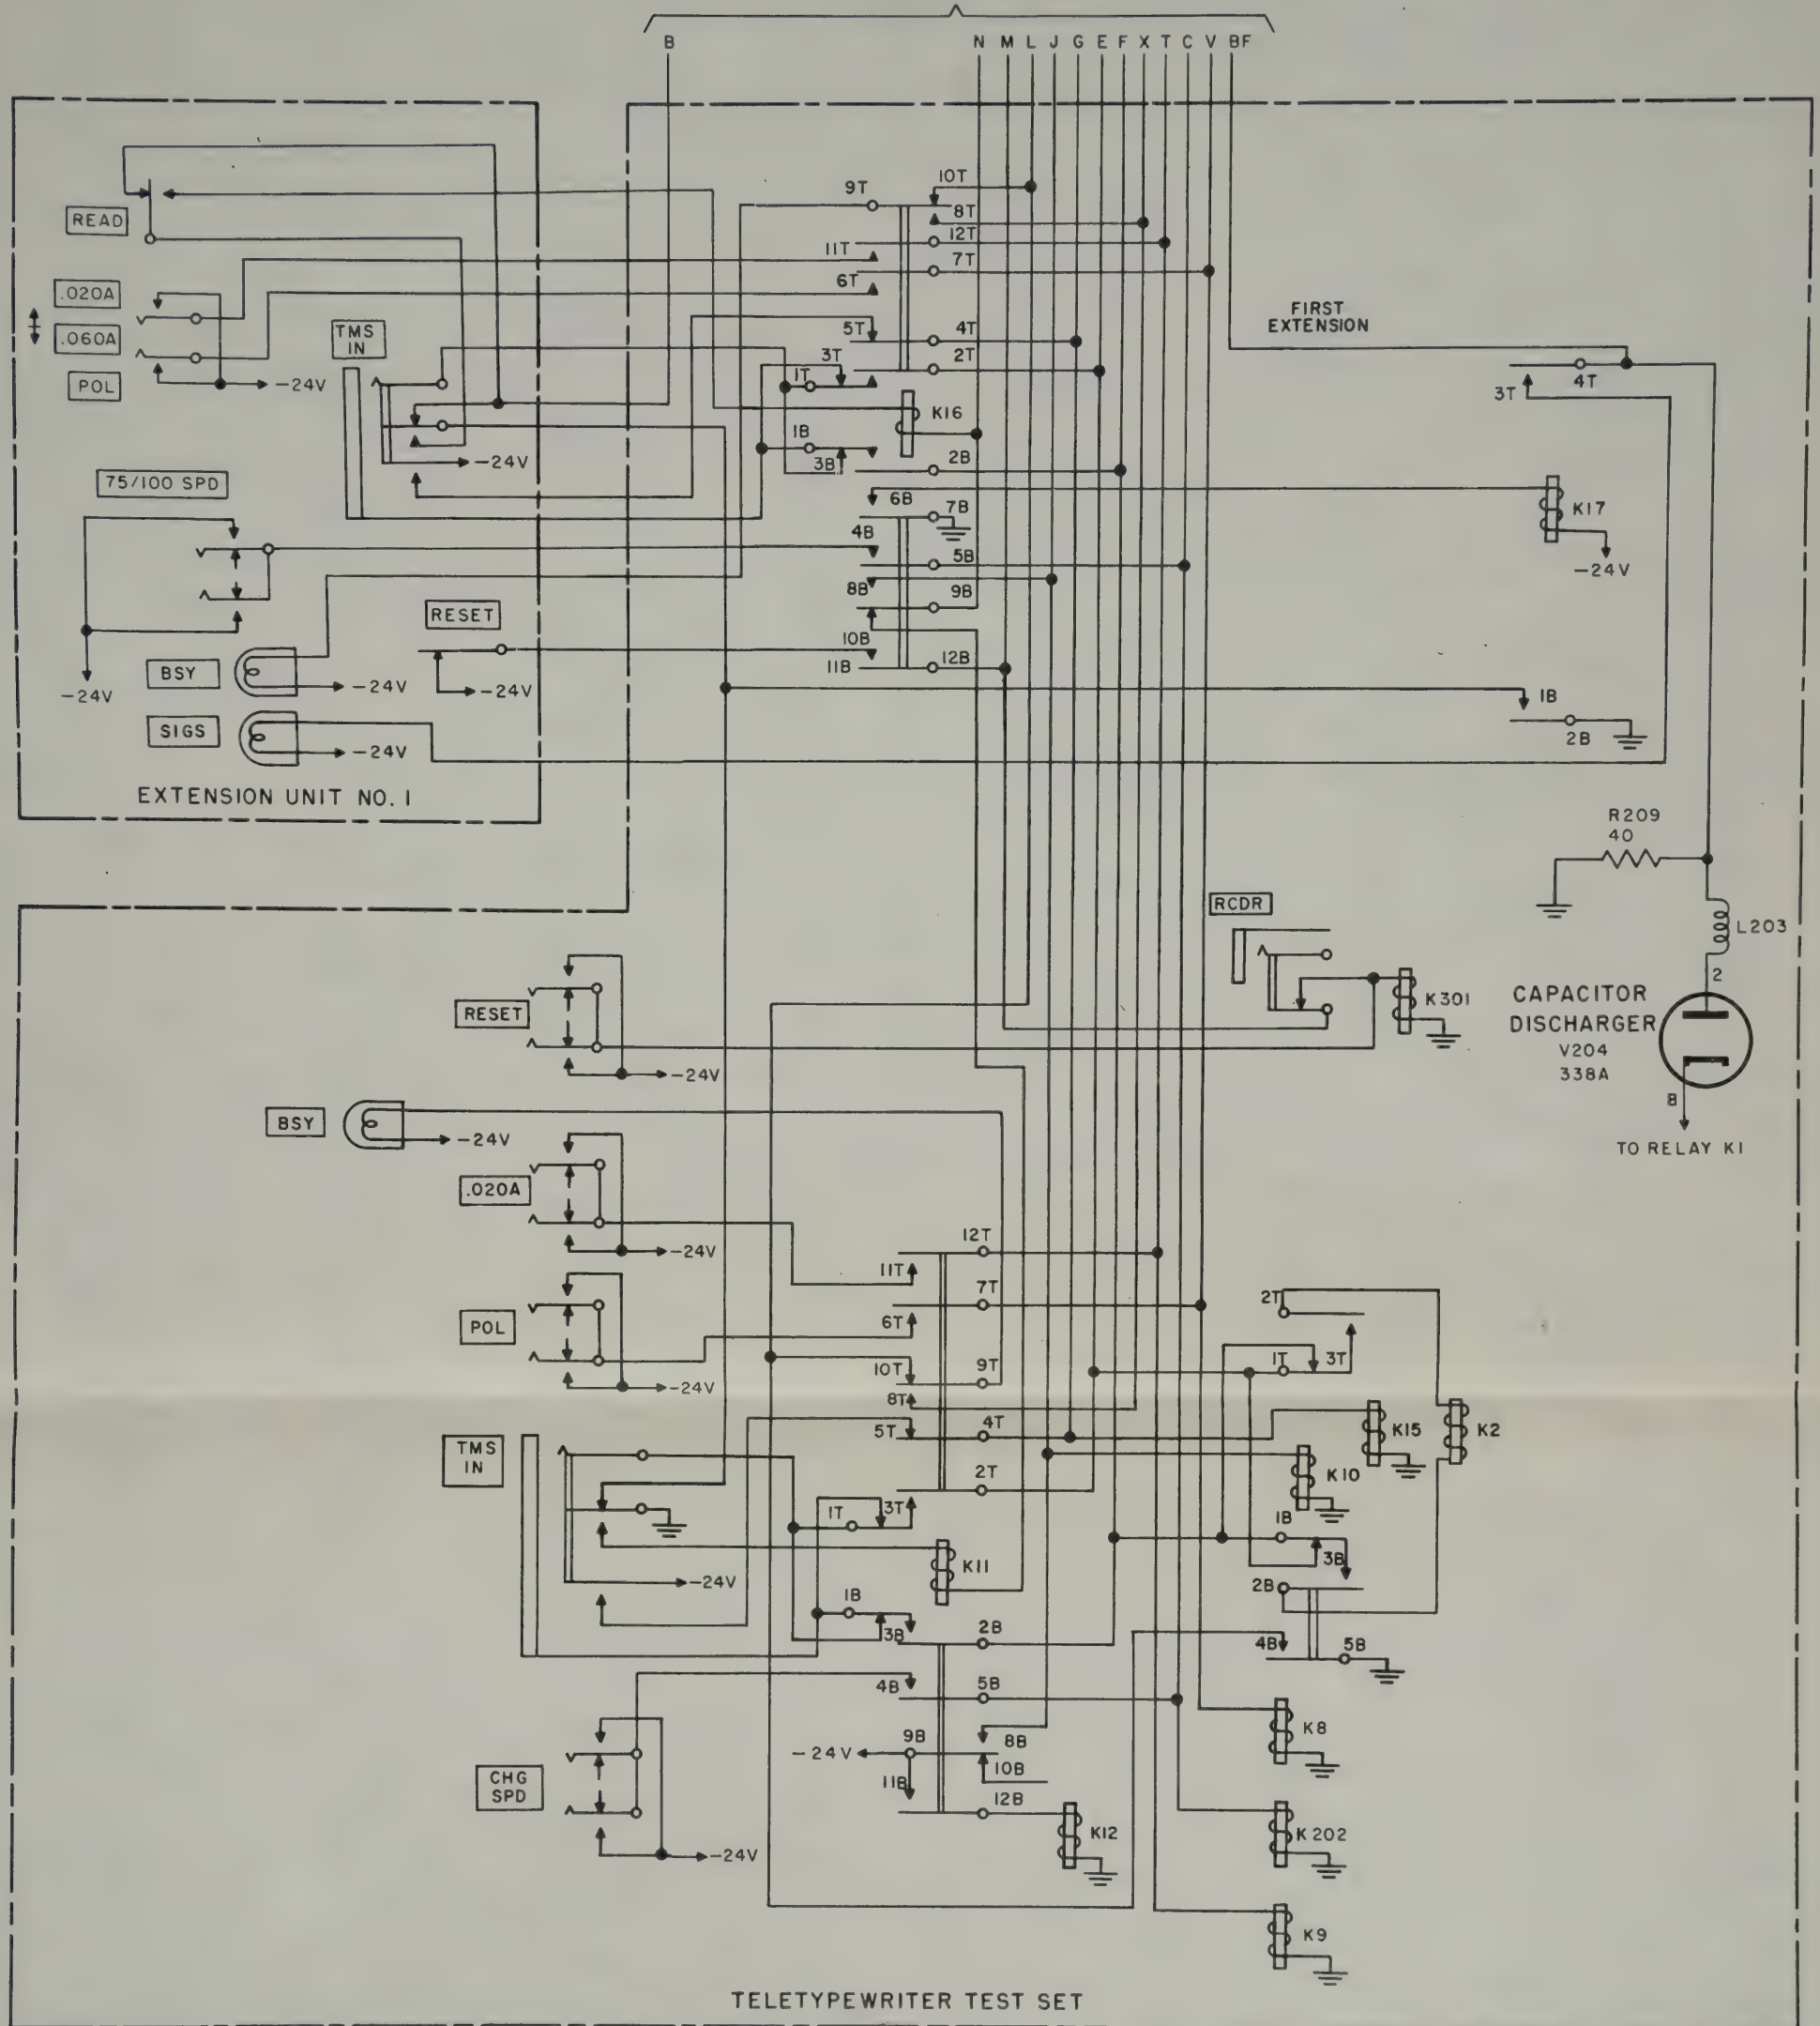 B N M L J G E F X T C V BF
READ
.020A
.060A
POL
-24V
TMS
IN
-24V
75/100 SPD
-24V
RESET
-24V
BSY
-24V
SIGS
-24V
EXTENSION UNIT NO. 1
9T
10T
8T
12T
11T
7T
6T
5T
4T
3T
2T
1T
K16
1B
3B
2B
6B
7B
4B
5B
8B
9B
10B
11B
12B
FIRST
EXTENSION
4T
3T
K17
-24V
1B
2B
R209
40
L203
2
CAPACITOR
DISCHARGER
V204
338A
8
TO RELAY K1
RCDR
K301
RESET
-24V
BSY
-24V
.020A
-24V
POL
-24V
12T
11T
7T
6T
10T
9T
8T
5T
4T
2T
1T
3T
TMS
IN
-24V
K11
1B
3B
2B
4B
5B
9B
-24V
8B
11B
10B
12B
K12
CHG
SPD
-24V
2T
1T
3T
K15
K2
K10
1B
3B
2B
4B
5B
K8
K202
K9
TELETYPEWRITER TEST SET